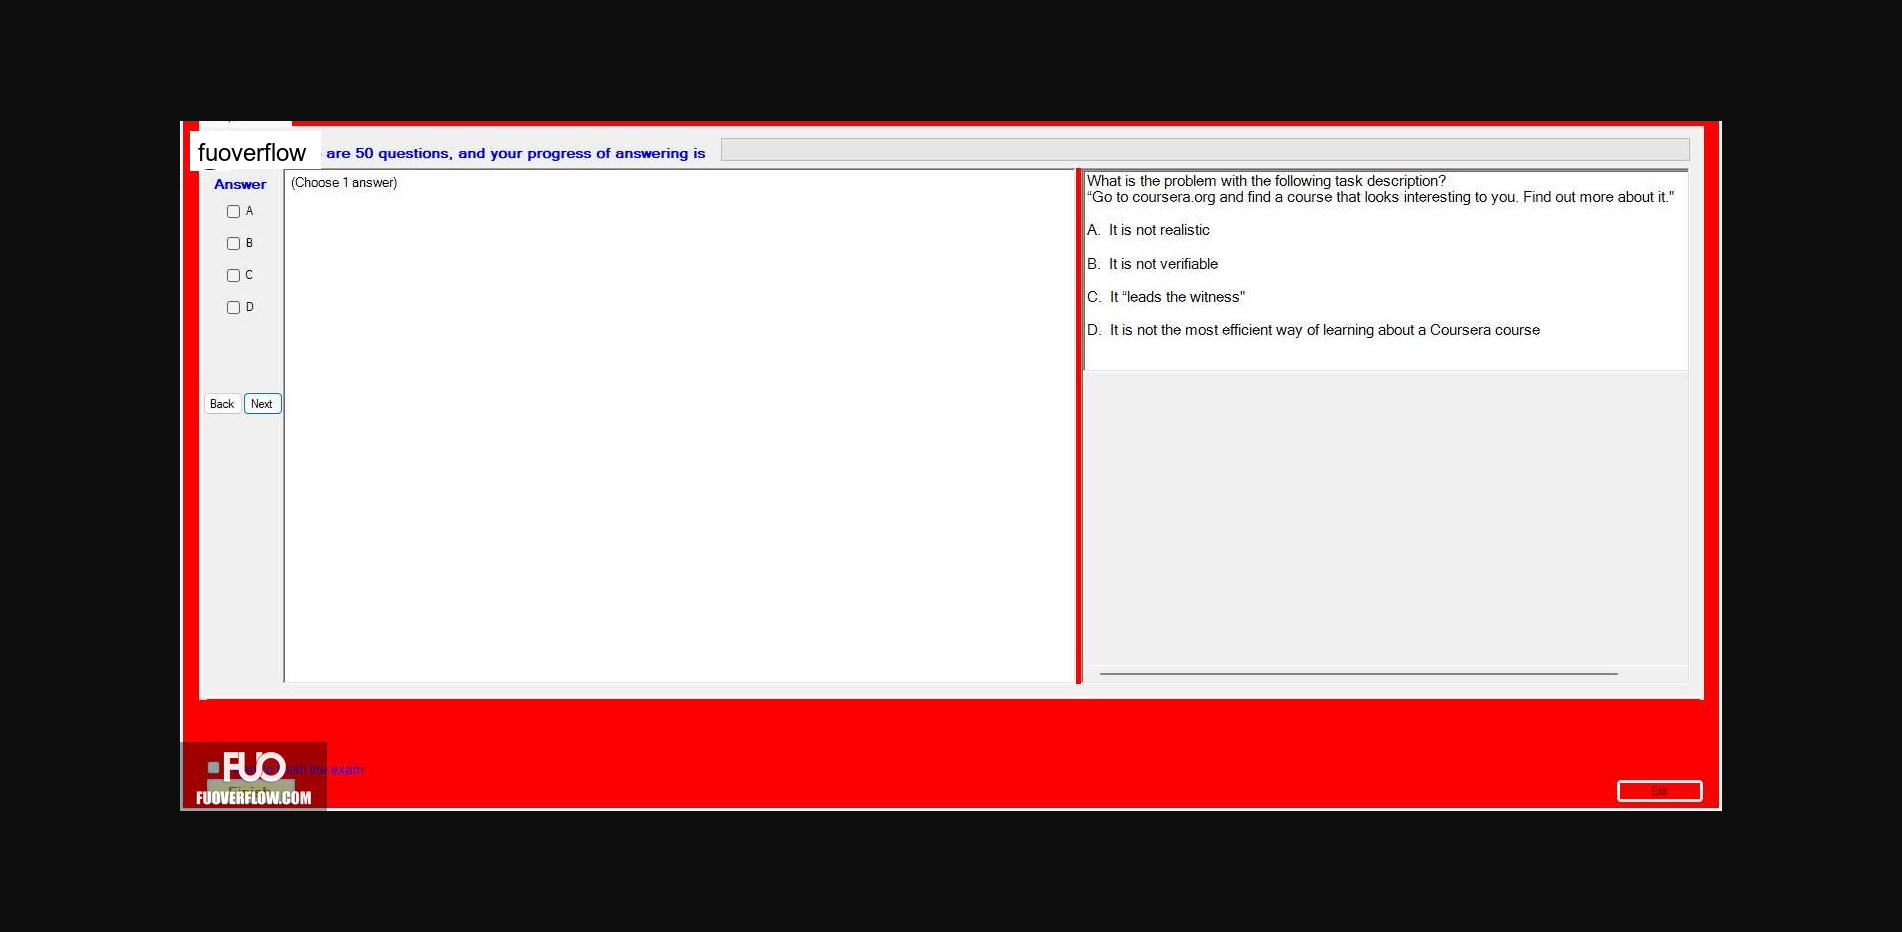 fuoverflow
are 50 questions, and your progress of answering is
Answer
(Choose 1 answer)
A
B
C
D
Back Next
What is the problem with the following task description?
“Go to coursera.org and find a course that looks interesting to you. Find out more about it."
A. It is not realistic
B. It is not verifiable
C. It “leads the witness"
D. It is not the most efficient way of learning about a Coursera course
FUO
the exam
Finish
FUOVERFLOW.COM
Exit